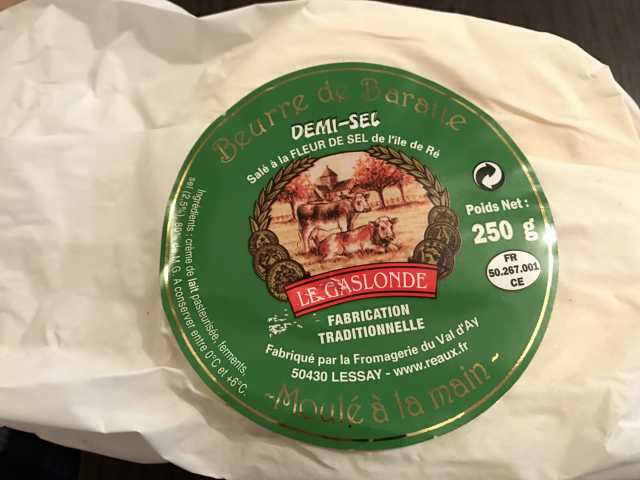 Beurre de Baratte
DEMI-SEL
Salé à la FLEUR DE SEL de l'île de Ré
Poids Net :
250 g
FR
50.267.001
CE
Ingrédients : crème de lait pasteurisée, ferments,
sel (2,5%), 80% de M.G. A conserver entre 0°C et +6°C.
LE GASLONDE
FABRICATION
TRADITIONNELLE
Fabriqué par la Fromagerie du Val d'Ay
50430 LESSAY - www.reaux.fr
~Moulé à la main~